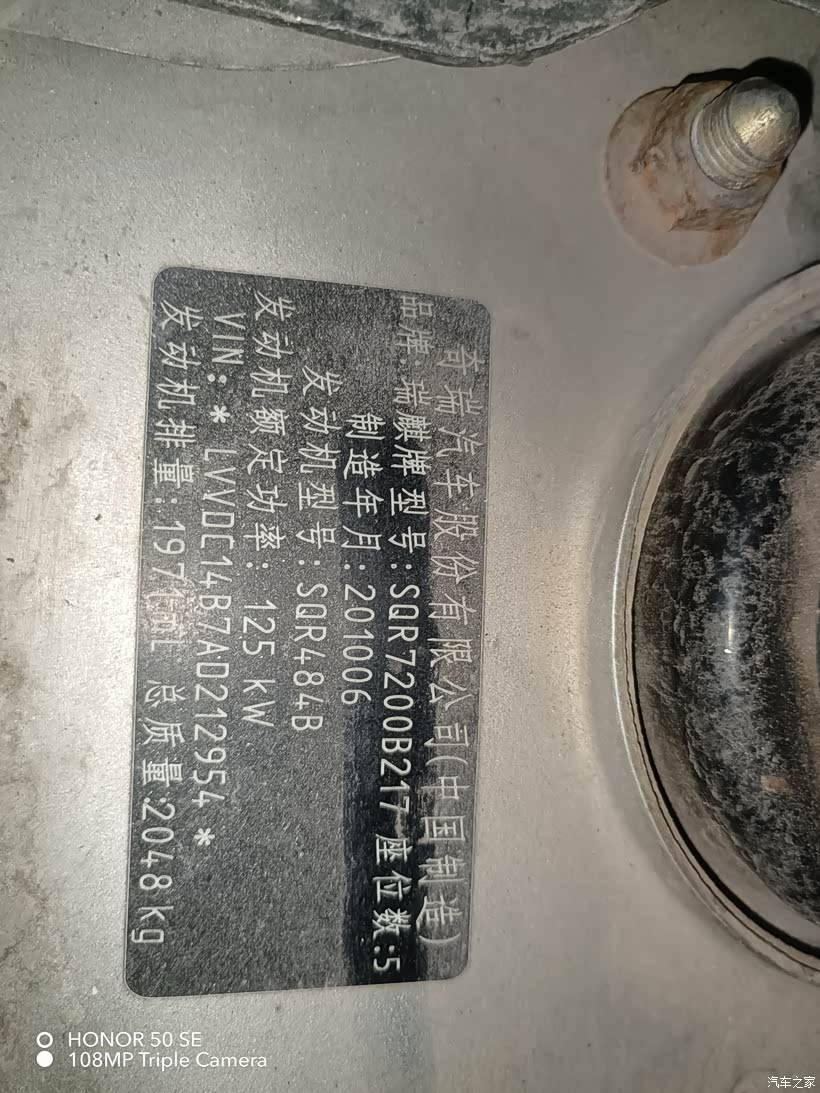 奇瑞汽车股份有限公司(中国制造)
品牌:瑞麒牌 型号:SQR7200B217 座位数:5
制造年月:201006
发动机型号:SQR484B
发动机额定功率: 125 kW
VIN: * LVVDC14B7AD212954 *
发动机排量:1971mL 总质量:2048kg
HONOR 50 SE
108MP Triple Camera
汽车之家